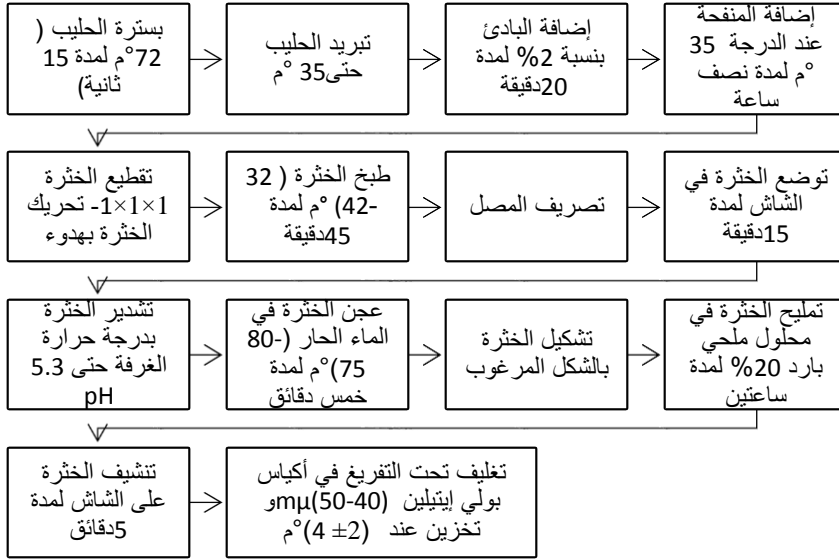 بسترة الحليب (
72°م لمدة 15
ثانية)
تبريد الحليب
حتى35 °م
إضافة البادئ
بنسبة 2% لمدة
20دقيقة
إضافة المنفحة
عند الدرجة 35
°م لمدة نصف
ساعة
تقطيع الخثرة
1×1×1- تحريك
الخثرة بهدوء
طبخ الخثرة ( 32
-42) °م لمدة
45دقيقة
تصريف المصل
توضع الخثرة في
الشاش لمدة
15دقيقة
تشدير الخثرة
بدرجة حرارة
الغرفة حتى 5.3
pH
عجن الخثرة في
الماء الحار (80-
75)°م لمدة
خمس دقائق
تشكيل الخثرة
بالشكل المرغوب
تمليح الخثرة في
محلول ملحي
بارد 20% لمدة
ساعتين
تنشيف الخثرة
على الشاش لمدة
5دقائق
تغليف تحت التفريغ في أكياس
بولي إيتيلين (40-50)mµو
تخزين عند (2± 4)°م